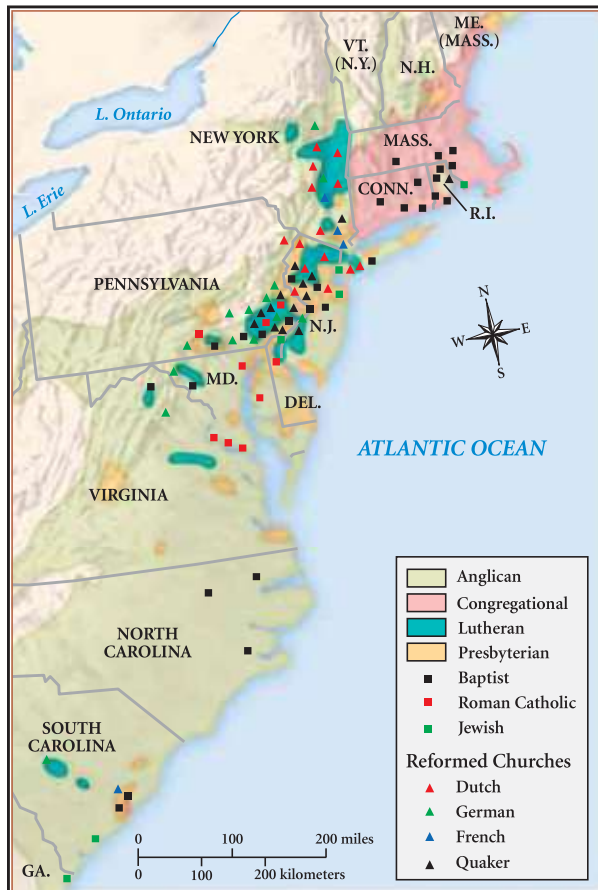 ME.
(MASS.)
VT.
(N.Y.)
N.H.
L. Ontario
NEW YORK
MASS.
L. Erie
CONN.
R.I.
PENNSYLVANIA
N.J.
N
W
E
S
MD.
DEL.
ATLANTIC OCEAN
VIRGINIA
NORTH
CAROLINA
SOUTH
CAROLINA
GA.
Anglican
Congregational
Lutheran
Presbyterian
Baptist
Roman Catholic
Jewish
Reformed Churches
Dutch
German
French
Quaker
0 100 200 miles
0 100 200 kilometers